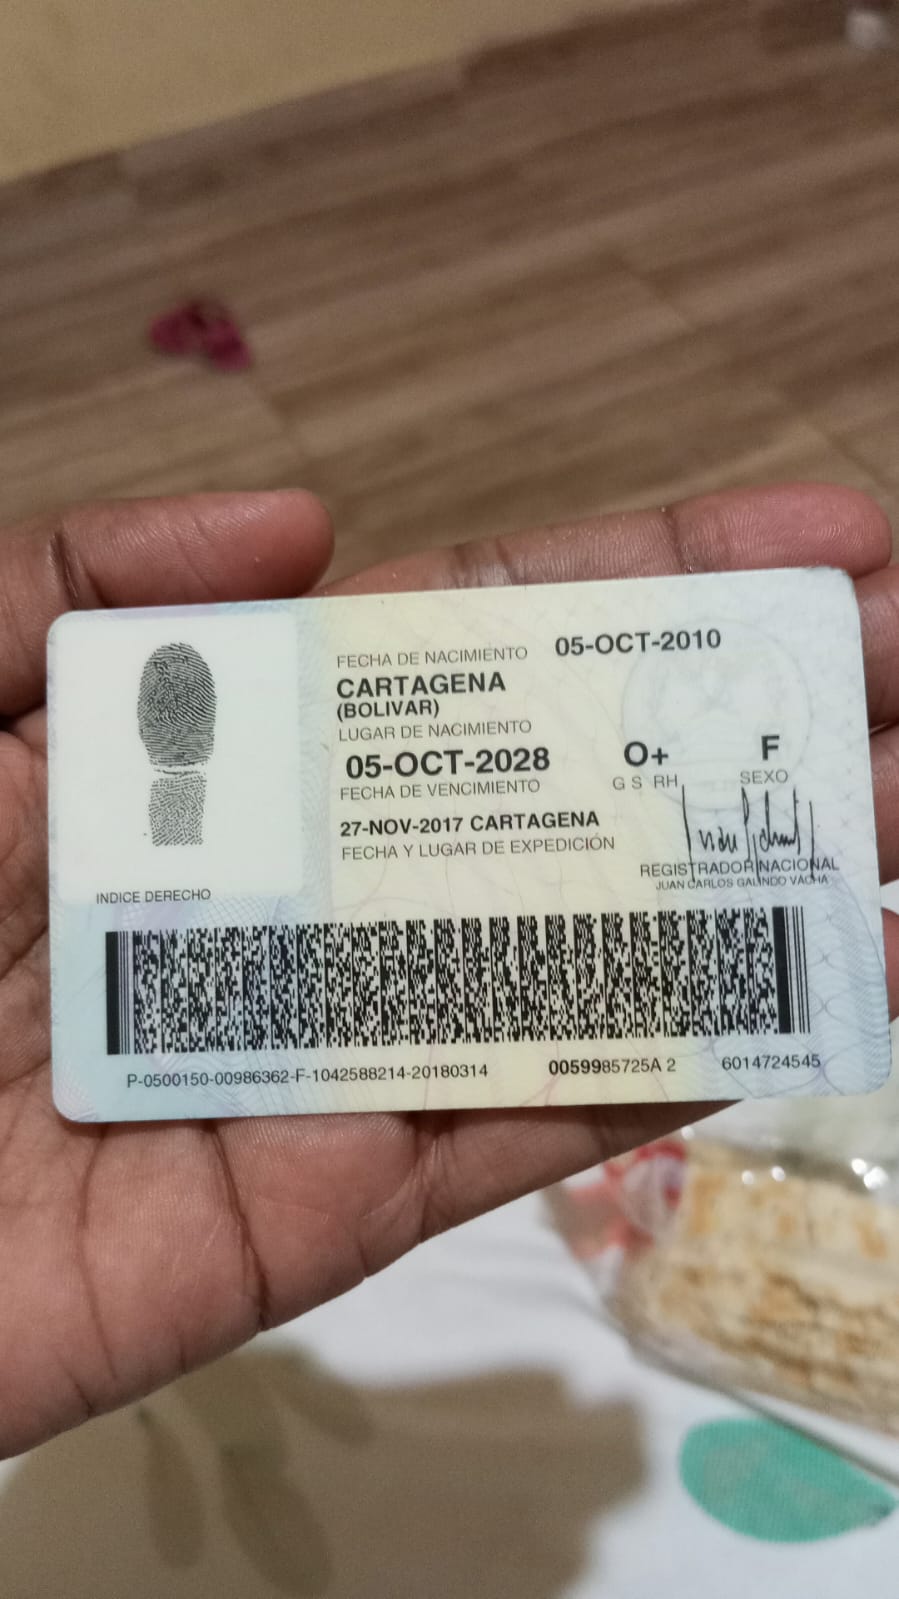 FECHA DE NACIMIENTO 05-OCT-2010
CARTAGENA
(BOLIVAR)
LUGAR DE NACIMIENTO
05-OCT-2028 O+ F
FECHA DE VENCIMIENTO G S RH SEXO
27-NOV-2017 CARTAGENA
FECHA Y LUGAR DE EXPEDICIÓN
REGISTRADOR NACIONAL
JUAN CARLOS GALINDO VÁCHA
INDICE DERECHO
P-0500150-00986362-F-1042588214-20180314 0059985725A 2 6014724545